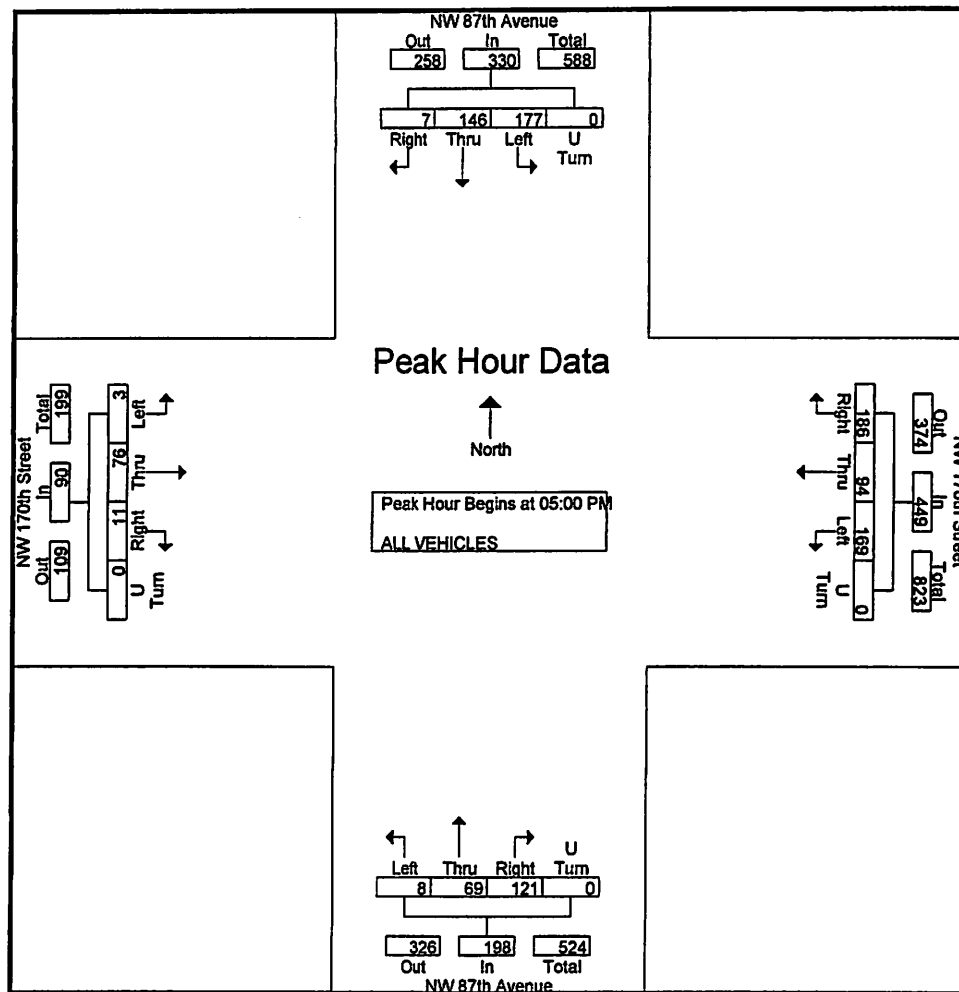 NW 87th Avenue
Out In Total
258 330 588
7 146 177 0
Right Thru Left U Turn
Peak Hour Data
North
Peak Hour Begins at 05:00 PM
ALL VEHICLES
NW 170th Street
Total In Out
199 90 109
3 76 11 0
Left Thru Right U Turn
Out In Total
374 449 823
186 94 169 0
Right Thru Left U Turn
Left Thru Right U Turn
8 69 121 0
326 198 524
Out In Total
NW 87th Avenue